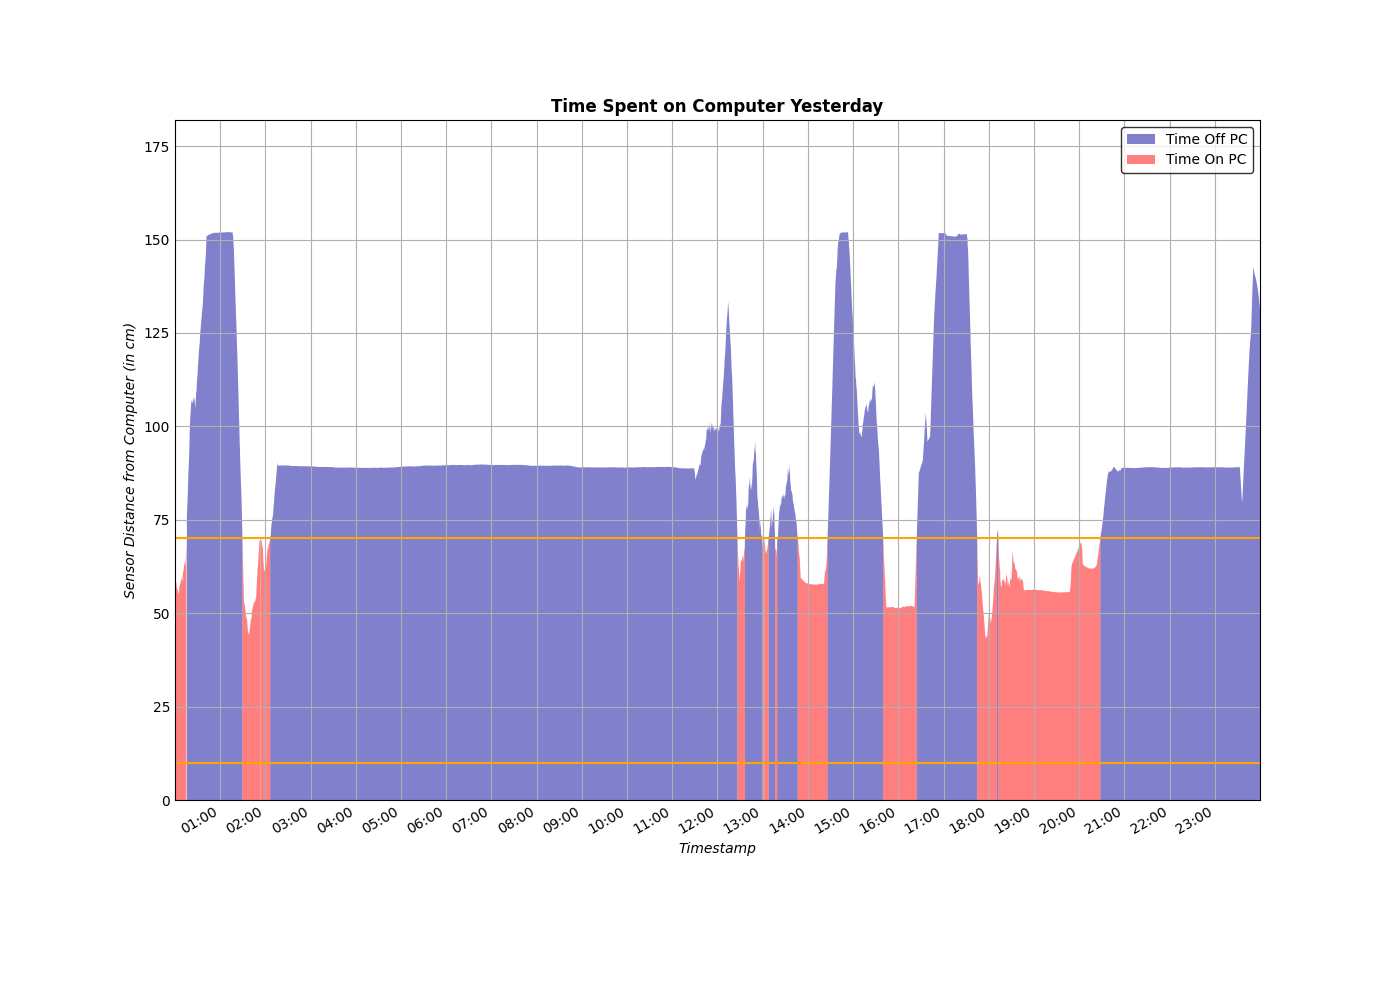 Time Spent on Computer Yesterday
Time Off PC
Time On PC
175
150
125
100
75
50
25
0
Sensor Distance from Computer (in cm)
01:00 02:00 03:00 04:00 05:00 06:00 07:00 08:00 09:00 10:00 11:00 12:00 13:00 14:00 15:00 16:00 17:00 18:00 19:00 20:00 21:00 22:00 23:00
Timestamp